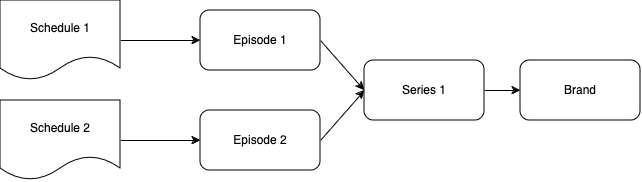 Schedule 1
Episode 1
Series 1
Brand
Schedule 2
Episode 2